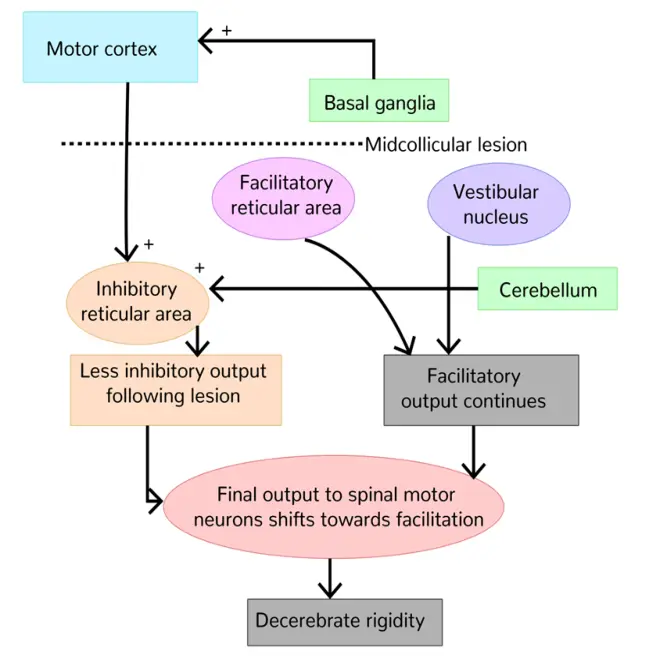 Motor cortex
+
Basal ganglia
Midcollicular lesion
Facilitatory
reticular area
Vestibular
nucleus
+
+
Inhibitory
reticular area
Cerebellum
Less inhibitory output
following lesion
Facilitatory
output continues
Final output to spinal motor
neurons shifts towards facilitation
Decerebrate rigidity